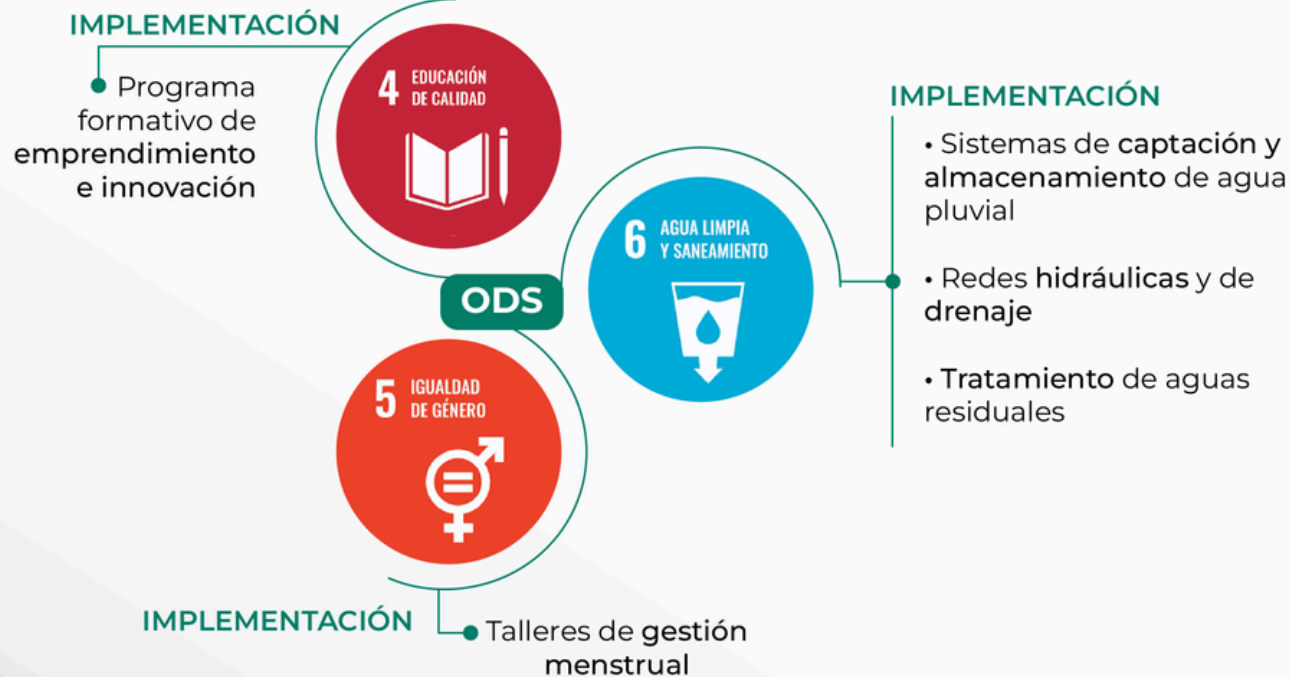 IMPLEMENTACIÓN
• Programa
formativo de
emprendimiento
e innovación
4 EDUCACIÓN
DE CALIDAD
ODS
6 AGUA LIMPIA
Y SANEAMIENTO
IMPLEMENTACIÓN
• Sistemas de captación y
almacenamiento de agua
pluvial
• Redes hidráulicas y de
drenaje
• Tratamiento de aguas
residuales
5 IGUALDAD
DE GÉNERO
IMPLEMENTACIÓN
• Talleres de gestión
menstrual